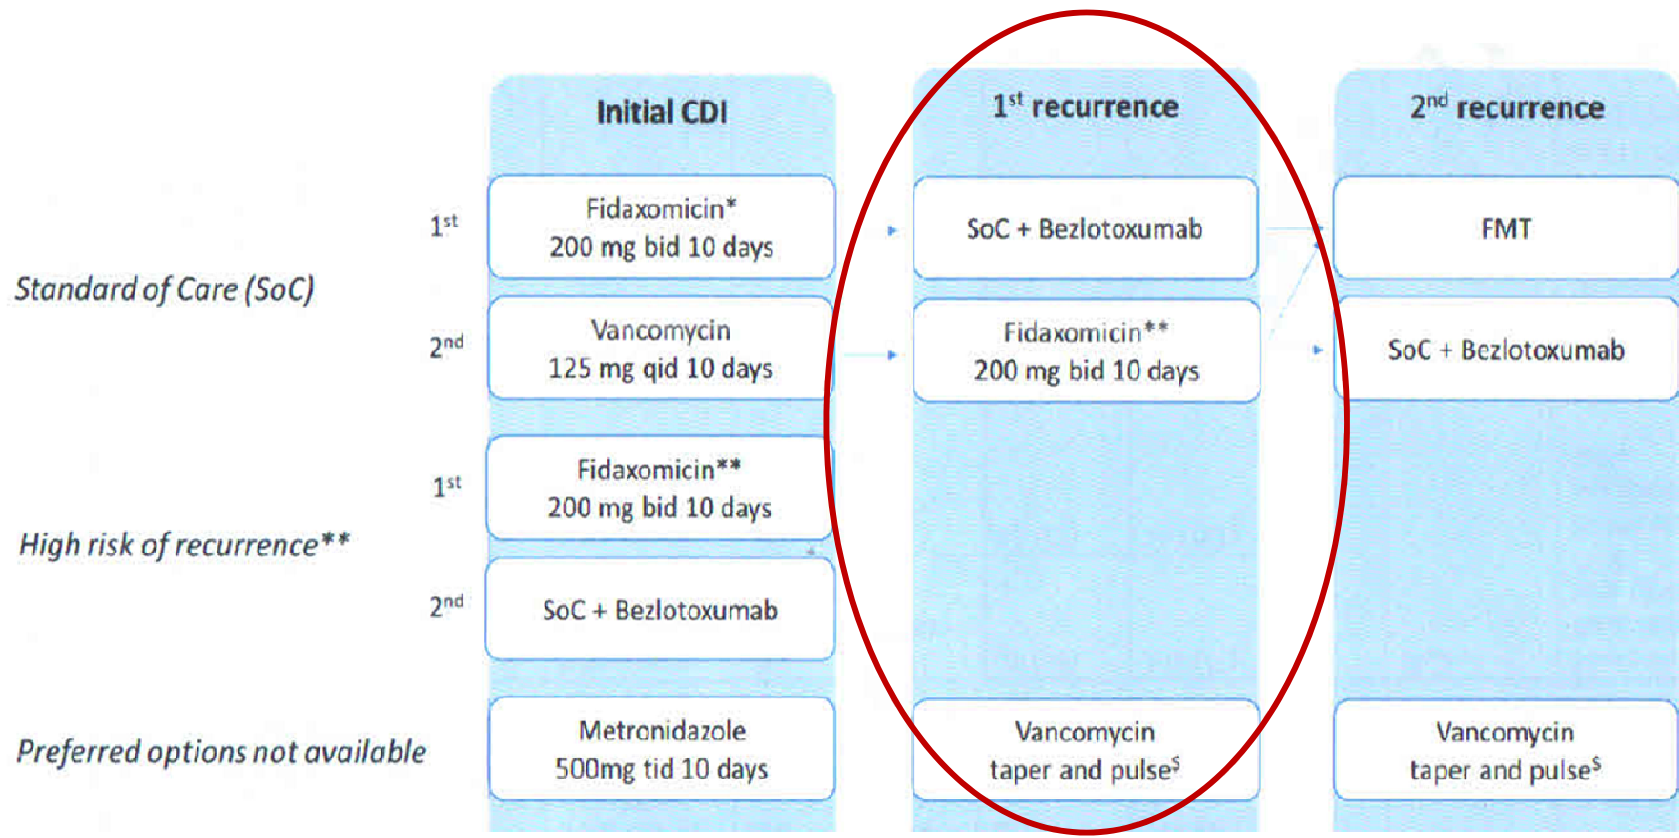 Initial CDI
1st recurrence
2nd recurrence
Standard of Care (SoC)
1st
Fidaxomicin*
200 mg bid 10 days
SoC + Bezlotoxumab
FMT
2nd
Vancomycin
125 mg qid 10 days
Fidaxomicin**
200 mg bid 10 days
SoC + Bezlotoxumab
High risk of recurrence**
1st
Fidaxomicin**
200 mg bid 10 days
2nd
SoC + Bezlotoxumab
Preferred options not available
Metronidazole
500mg tid 10 days
Vancomycin
taper and pulse$
Vancomycin
taper and pulse$